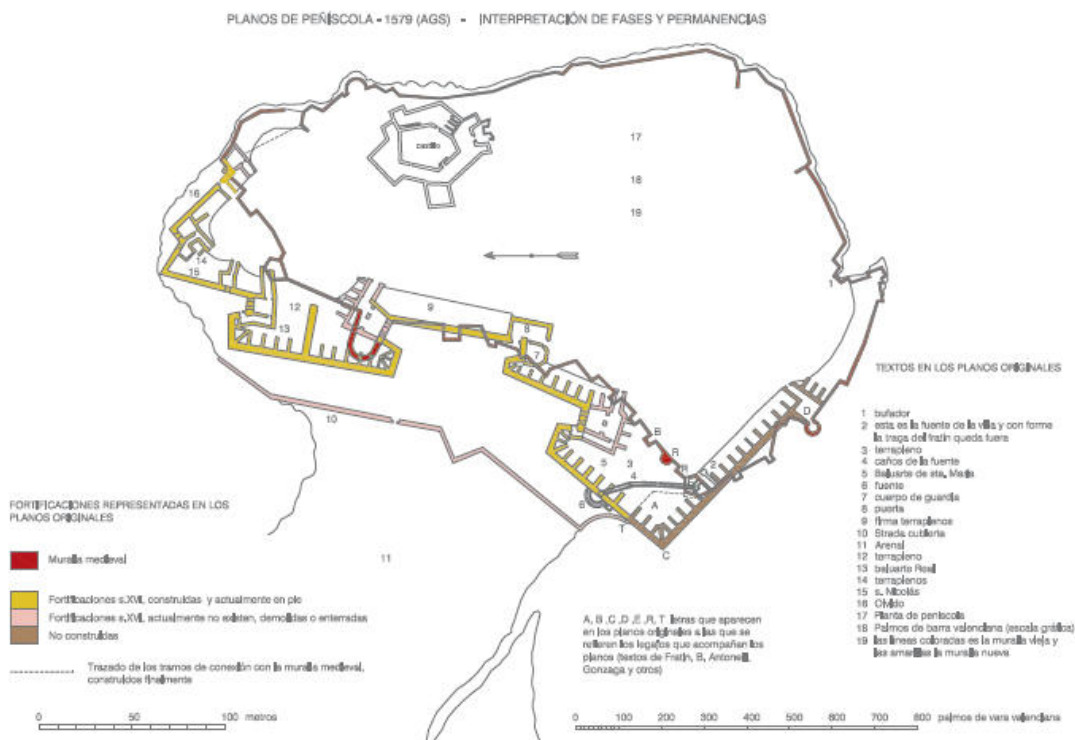 PLANOS DE PEÑÍSCOLA - 1579 (AGS) - INTERPRETACIÓN DE FASES Y PERMANENCIAS
castillo
17
18
19
16
14
15
12
13
9
8
7
1
10
11
B
R
R
D
2
3
5
4
6
A
T
C
TEXTOS EN LOS PLANOS ORIGINALES
1 bufador
2 esta es la fuente de la villa y con forme
la traça del fratin queda fuera
3 terrapleno
4 caños de la fuente
5 Baluarte de sta. Maria
6 fuente
7 cuerpo de guardia
8 puerta
9 firma terraplenos
10 Strada cubierta
11 Arenal
12 terrapleno
13 baluarte Real
14 terraplenos
15 s. Nicolás
16 Olvido
17 Planta de peniscola
18 Palmos de barra valenciana (escala gráfica)
19 las lineas coloradas es la muralla vieja y
las amarillas la muralla nueva
FORTIFICACIONES REPRESENTADAS EN LOS
PLANOS ORIGINALES
Muralla medieval
Fortificaciones s.XVI, construidas y actualmente en pie
Fortificaciones s.XVI, actualmente no existen, demolidas o enterradas
No construidas
Trazado de los tramos de conexión con la muralla medieval,
construidos finalmente
A, B ,C ,D ,E ,R, T letras que aparecen
en los planos originales a las que se
refieren los legajos que acompañan los
planos (textos de Fratín, B, Antonelli,
Gonzaga y otros)
0 50 100 metros
0 100 200 300 400 500 600 700 800 palmos de vara valenciana